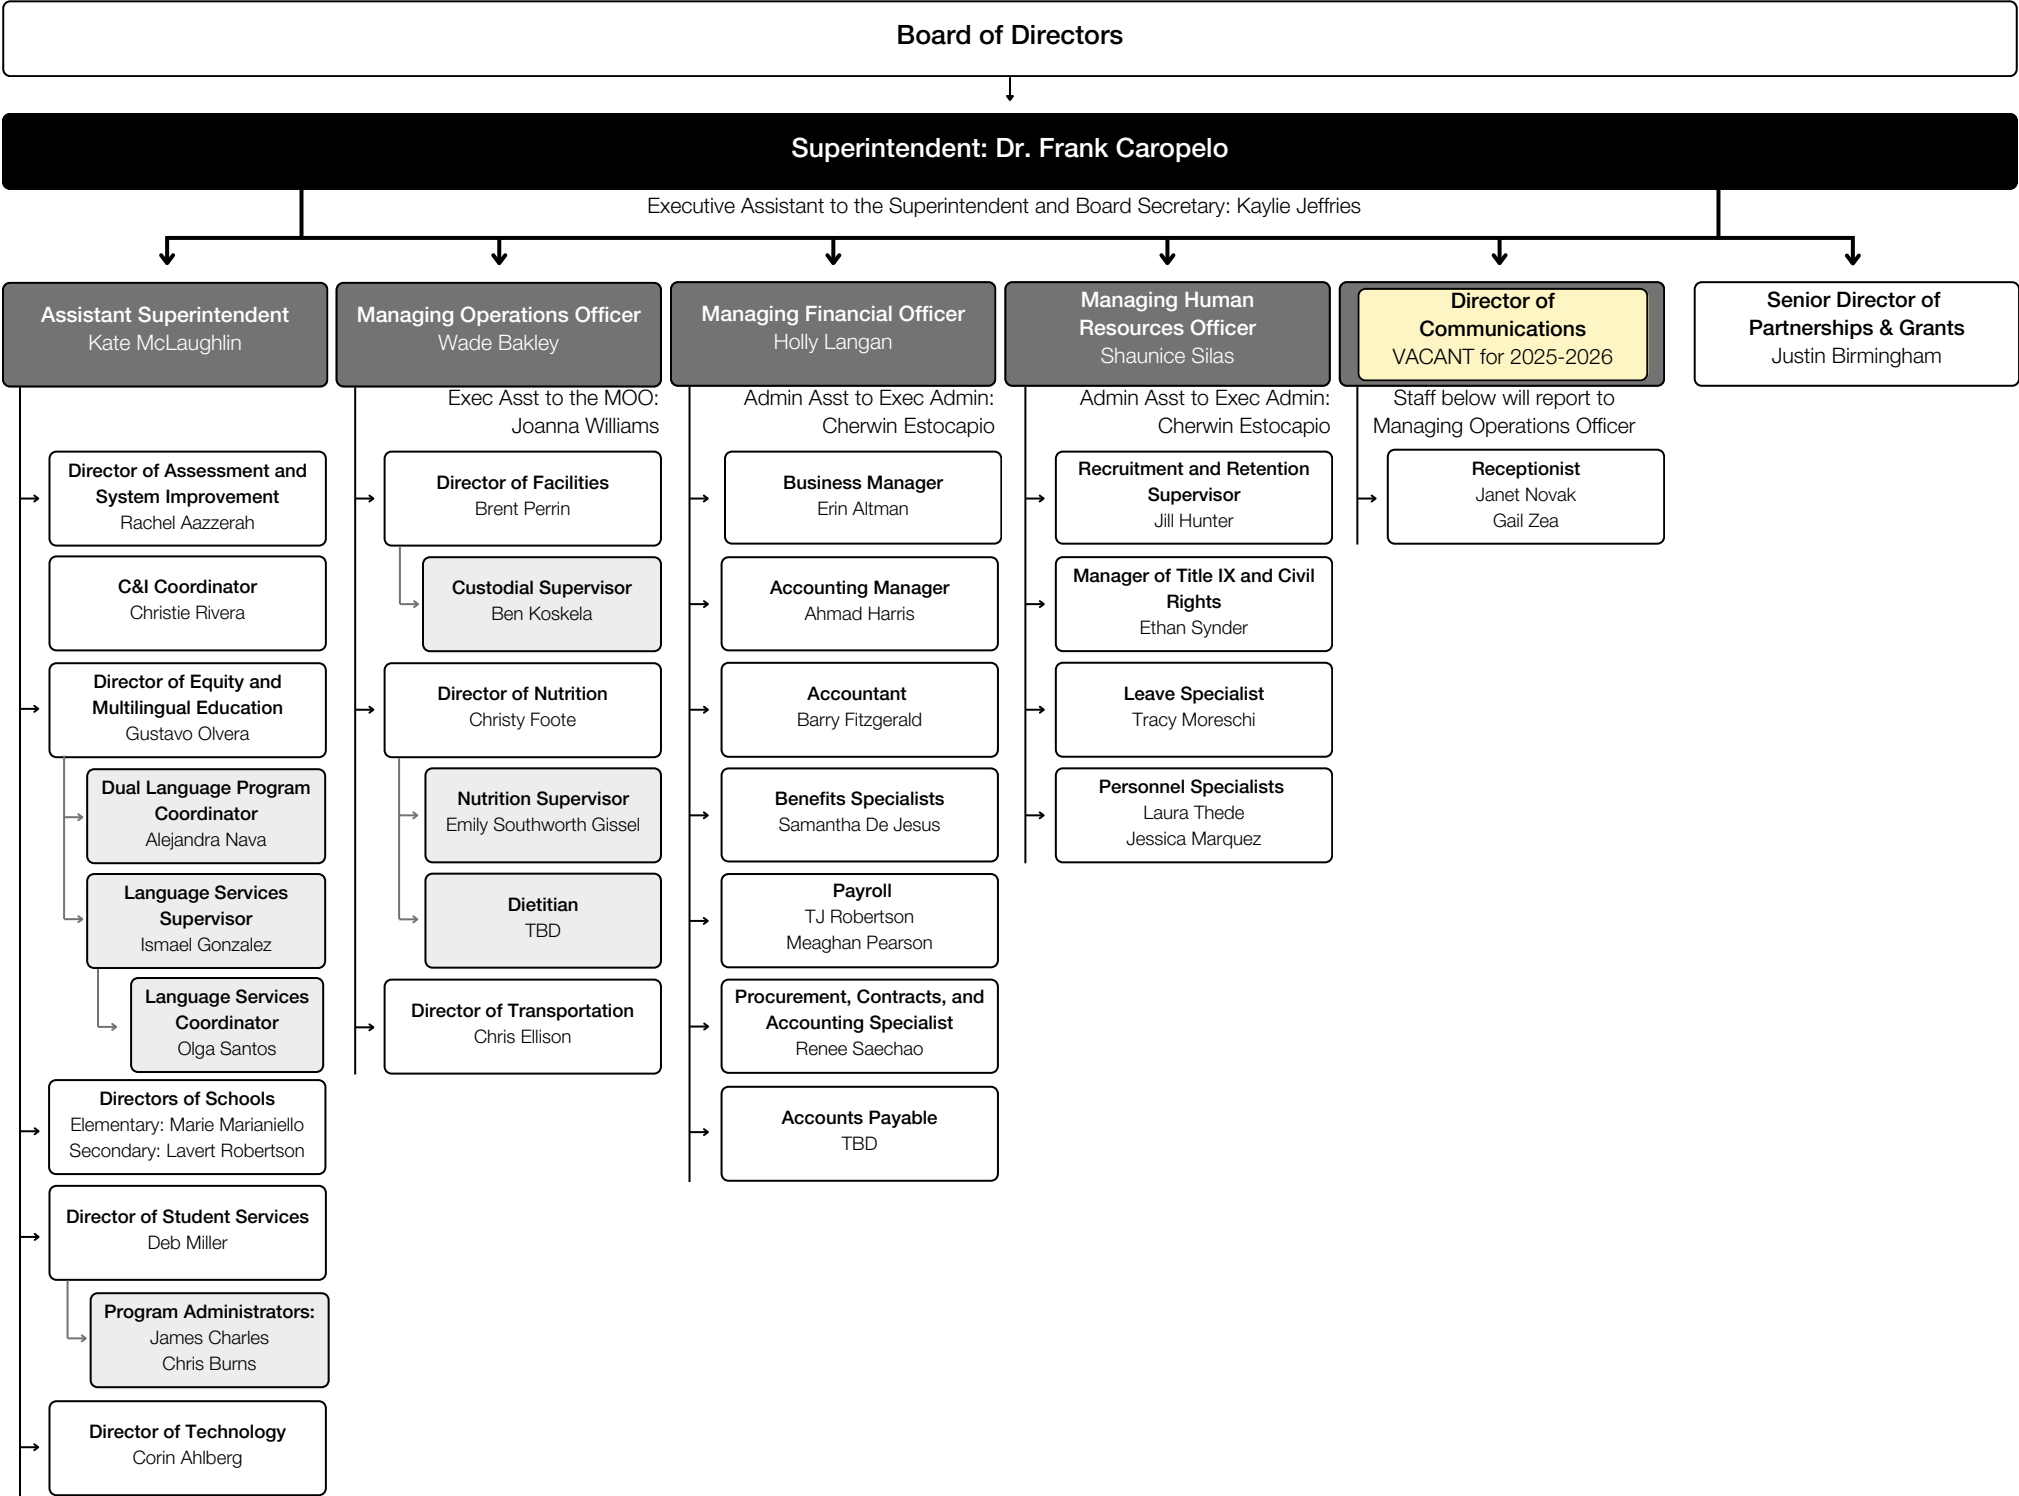 Board of Directors
Superintendent: Dr. Frank Caropelo
Executive Assistant to the Superintendent and Board Secretary: Kaylie Jeffries
Assistant Superintendent
Kate McLaughlin
Director of Assessment and
System Improvement
Rachel Aazzerah
C&I Coordinator
Christie Rivera
Director of Equity and
Multilingual Education
Gustavo Olvera
Dual Language Program
Coordinator
Alejandra Nava
Language Services
Supervisor
Ismael Gonzalez
Language Services
Coordinator
Olga Santos
Directors of Schools
Elementary: Marie Marianiello
Secondary: Lavert Robertson
Director of Student Services
Deb Miller
Program Administrators:
James Charles
Chris Burns
Director of Technology
Corin Ahlberg
Managing Operations Officer
Wade Bakley
Exec Asst to the MOO:
Joanna Williams
Director of Facilities
Brent Perrin
Custodial Supervisor
Ben Koskela
Director of Nutrition
Christy Foote
Nutrition Supervisor
Emily Southworth Gissel
Dietitian
TBD
Director of Transportation
Chris Ellison
Managing Financial Officer
Holly Langan
Admin Asst to Exec Admin:
Cherwin Estocapio
Business Manager
Erin Altman
Accounting Manager
Ahmad Harris
Accountant
Barry Fitzgerald
Benefits Specialists
Samantha De Jesus
Payroll
TJ Robertson
Meaghan Pearson
Procurement, Contracts, and
Accounting Specialist
Renee Saechao
Accounts Payable
TBD
Managing Human
Resources Officer
Shaunice Silas
Admin Asst to Exec Admin:
Cherwin Estocapio
Recruitment and Retention
Supervisor
Jill Hunter
Manager of Title IX and Civil
Rights
Ethan Synder
Leave Specialist
Tracy Moreschi
Personnel Specialists
Laura Thede
Jessica Marquez
Director of
Communications
VACANT for 2025-2026
Staff below will report to
Managing Operations Officer
Receptionist
Janet Novak
Gail Zea
Senior Director of
Partnerships & Grants
Justin Birmingham